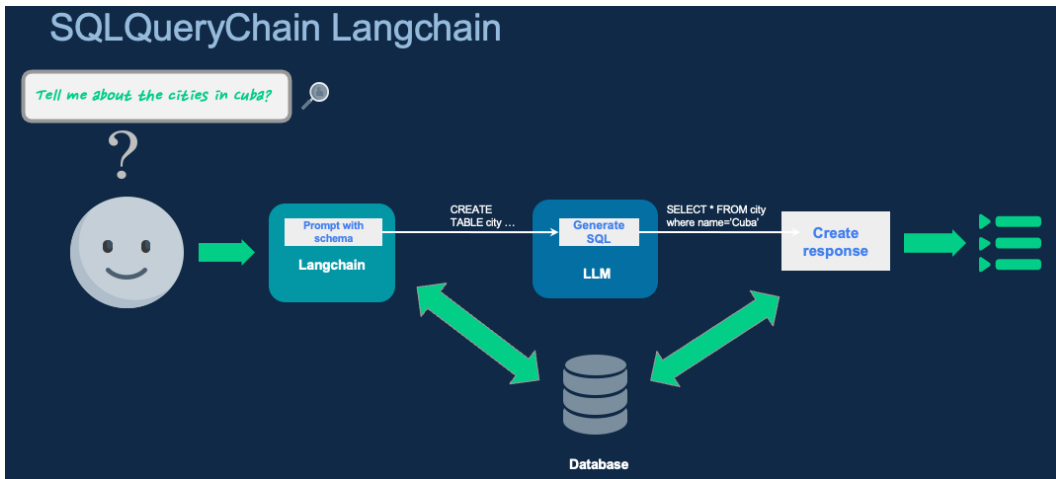 SQLQueryChain Langchain
Tell me about the cities in cuba?
?
CREATE
TABLE city ...
SELECT * FROM city
where name='Cuba'
Prompt with
schema
Langchain
Generate
SQL
LLM
Create
response
Database